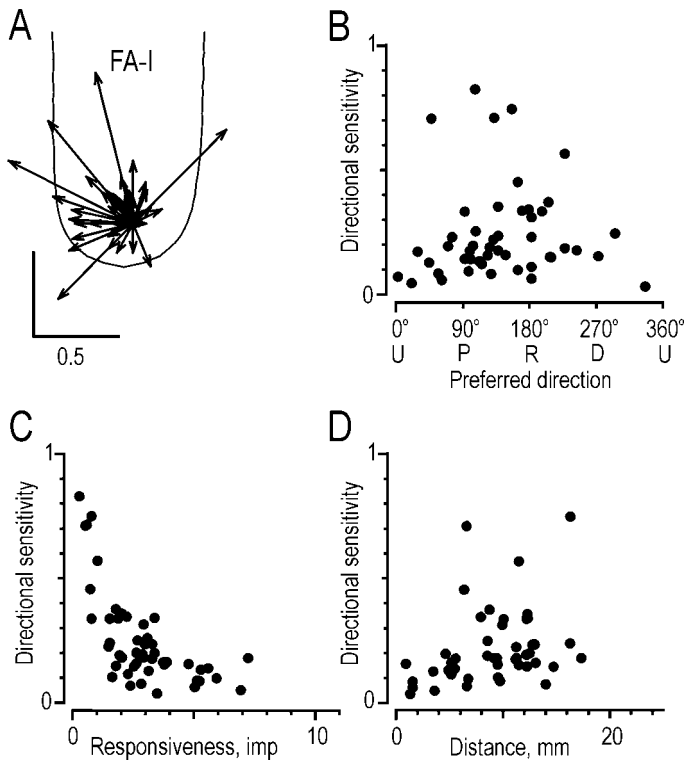 A
FA-I
0.5
B
Directional sensitivity
1
0
0° 90° 180° 270° 360°
U P R D U
Preferred direction
C
Directional sensitivity
1
0
0 10
Responsiveness, imp
D
Directional sensitivity
1
0
0 20
Distance, mm